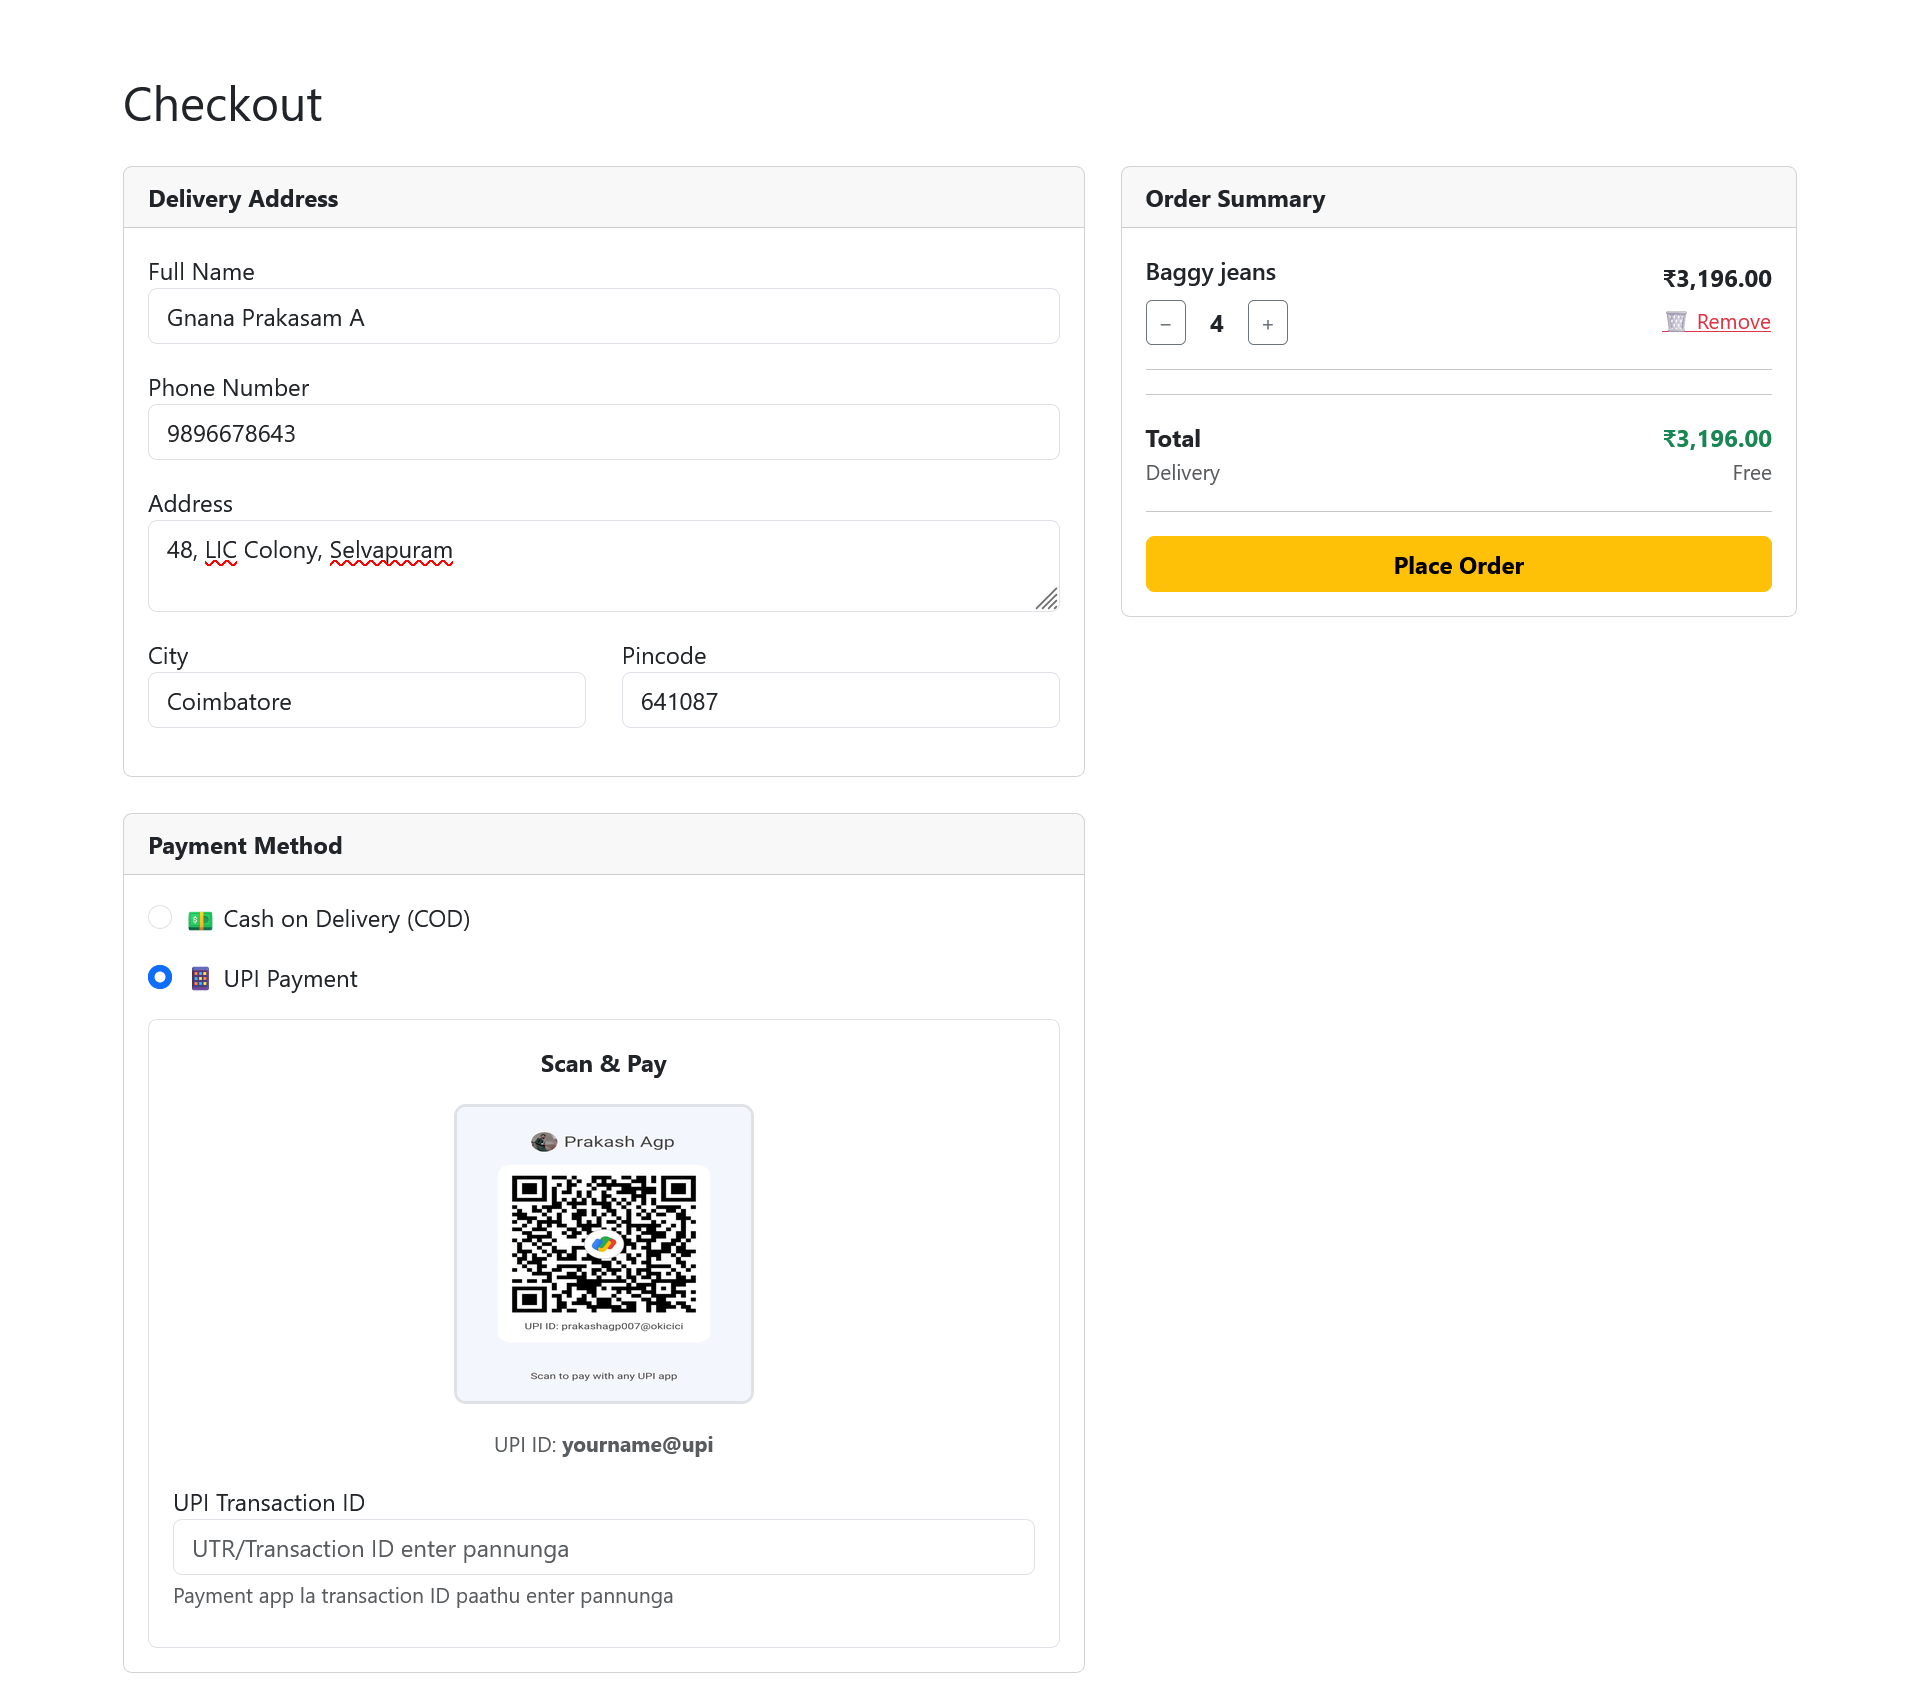 Checkout
Delivery Address
Full Name
Gnana Prakasam A
Phone Number
9896678643
Address
48, LIC Colony, Selvapuram
City
Coimbatore
Pincode
641087
Payment Method
Cash on Delivery (COD)
UPI Payment
Scan & Pay
Prakash Agp
UPI ID: prakashagp007@okicici
Scan to pay with any UPI app
UPI ID: yourname@upi
UPI Transaction ID
UTR/Transaction ID enter pannunga
Payment app la transaction ID paathu enter pannunga
Order Summary
Baggy jeans
₹3,196.00
− 4 +
Remove
Total ₹3,196.00
Delivery Free
Place Order